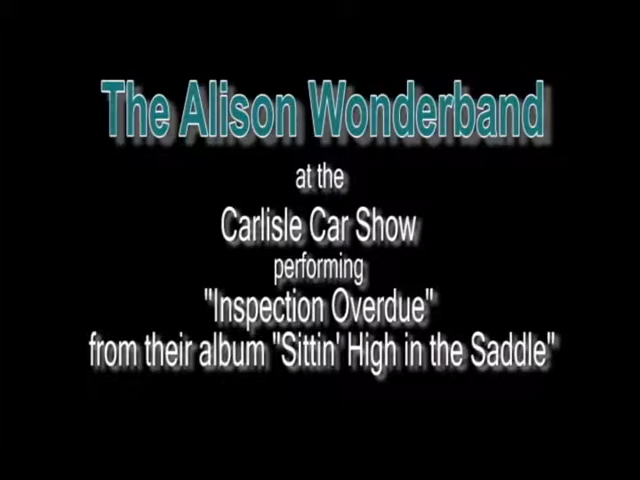 The Alison Wonderband
at the
Carlisle Car Show
performing
"Inspection Overdue"
from their album "Sittin' High in the Saddle"